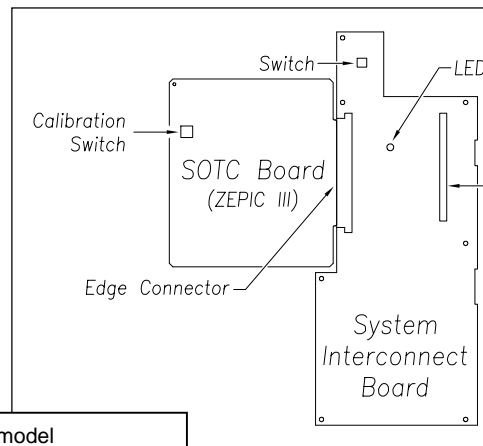 Switch
LED
Calibration
Switch
SOTC Board
(ZEPIC III)
Edge Connector
System
Interconnect
Board
model